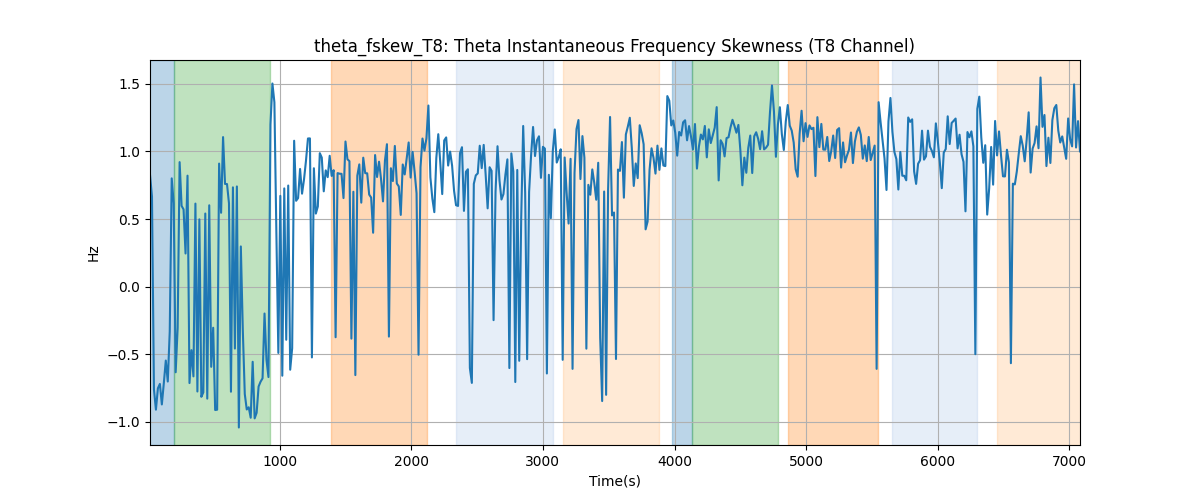 theta_fskew_T8: Theta Instantaneous Frequency Skewness (T8 Channel)
1.5
1.0
0.5
0.0
−0.5
−1.0
Hz
1000 2000 3000 4000 5000 6000 7000
Time(s)